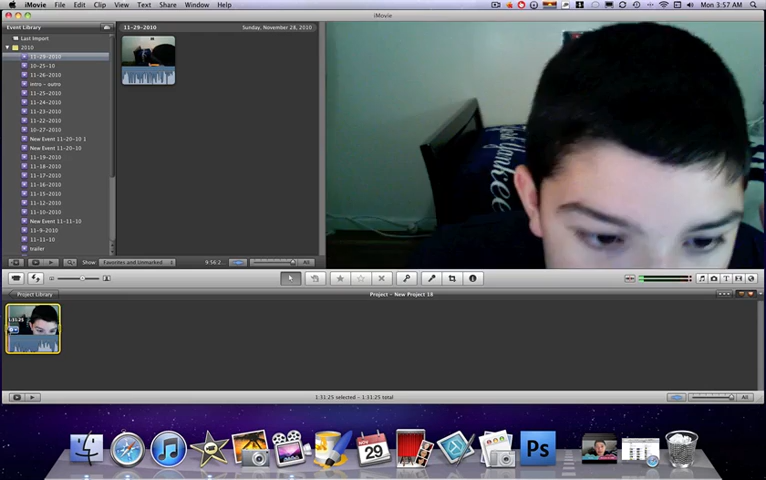 iMovie File Edit Clip View Text Share Window Help
Mon 3:57 AM
iMovie
Event Library
11-29-2010
Sunday, November 28, 2010
Last Import
2010
11-29-2010
10-25-10
11-26-2010
intro - outro
11-25-2010
11-24-2010
11-23-2010
11-22-2010
10-27-2010
New Event 11-20-10 1
New Event 11-20-10
11-19-2010
11-18-2010
11-17-2010
11-16-2010
11-15-2010
11-12-2010
11-10-2010
New Event 11-11-10
11-9-2010
11-11-10
trailer
Show: Favorites and Unmarked
All
Project Library
Project - New Project 18
1:31:25
1:31:25 selected - 1:31:25 total
All
NOV
29
Ps